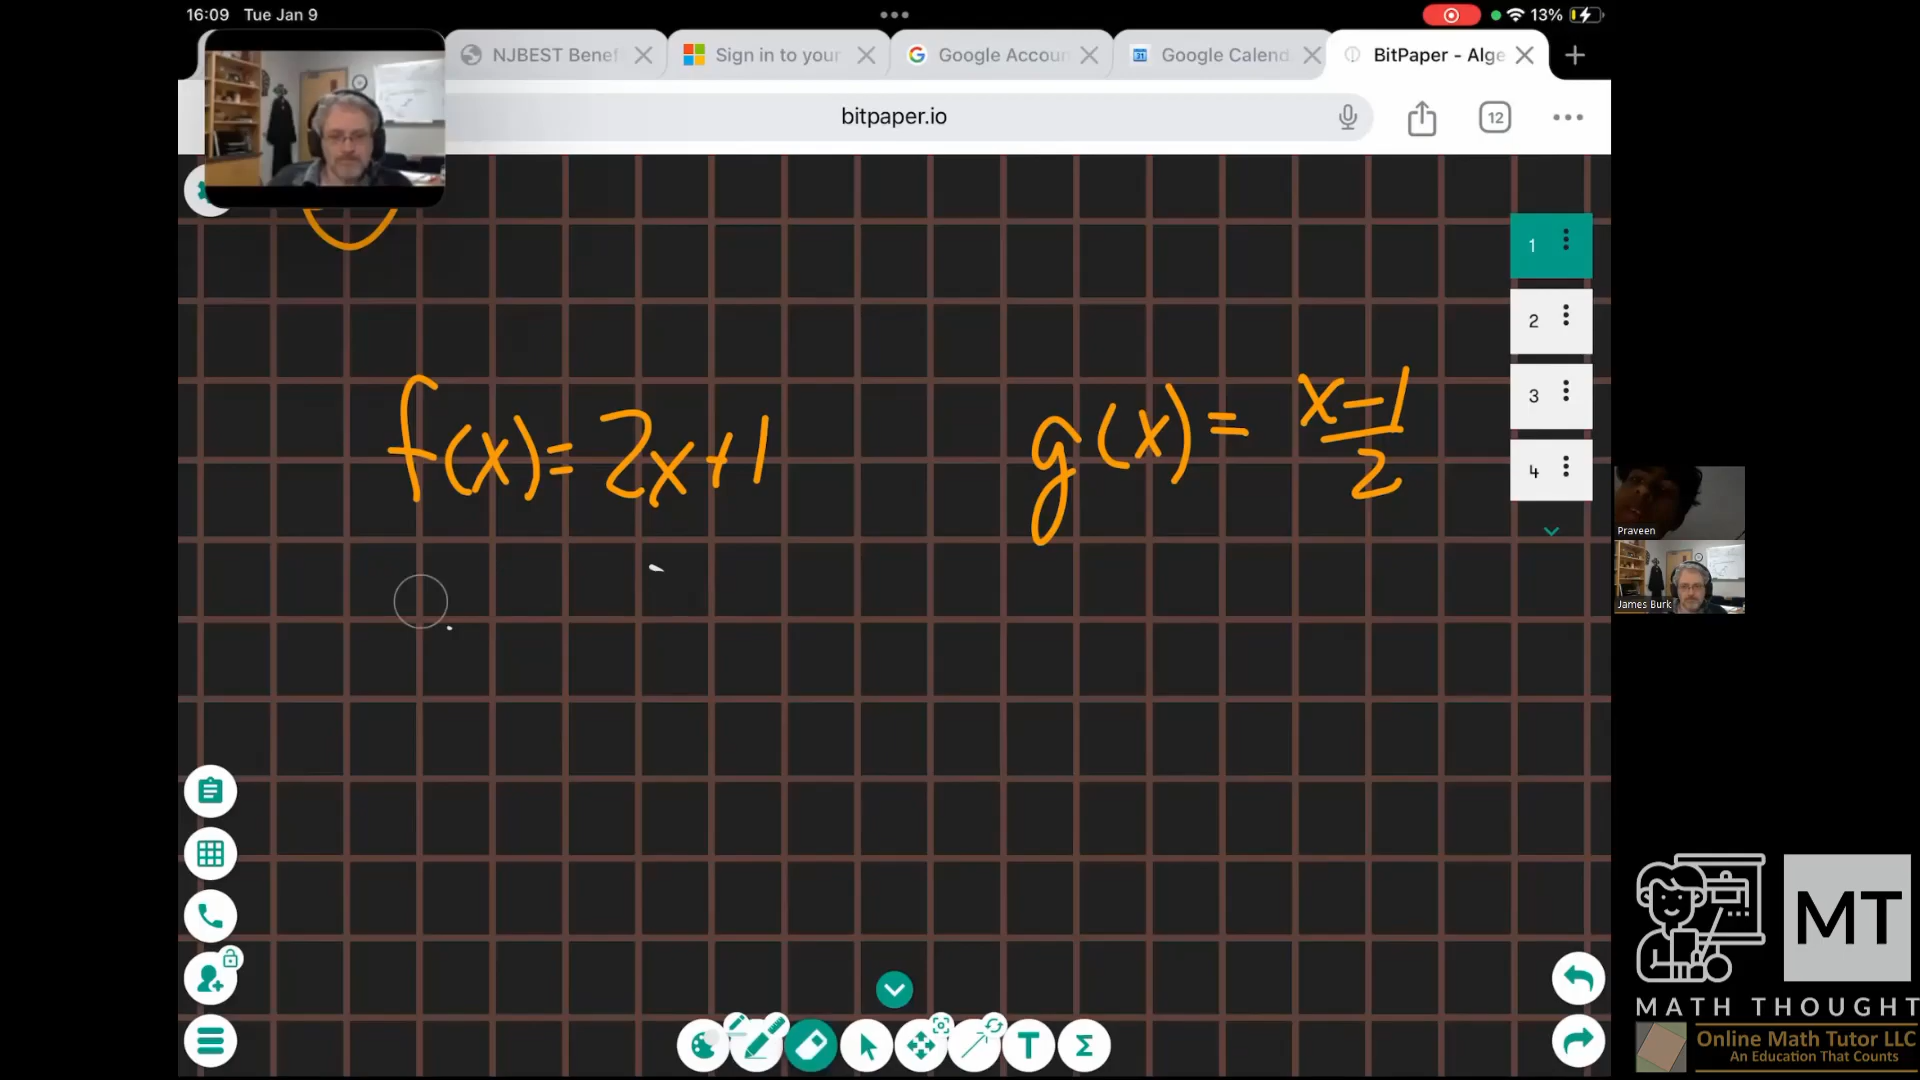 16:09 Tue Jan 9
13%
NJBEST Benef
Sign in to your
Google Accoun
Google Calend
BitPaper - Alge
bitpaper.io
12
1
2
3
4
f(x)= 2x+1
g(x)= x-1
2
Praveen
James Burk
T
Σ
MT
MATH THOUGHT
Online Math Tutor LLC
An Education That Counts